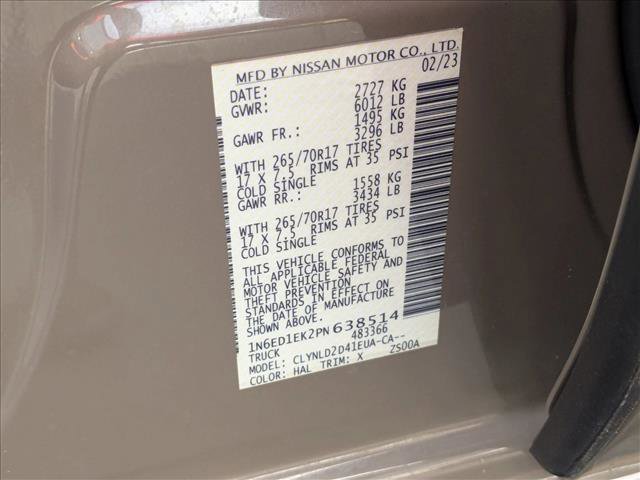 MFD BY NISSAN MOTOR CO., LTD.
DATE: 02/23
GVWR: 2727 KG
6012 LB
GAWR FR.: 1495 KG
3296 LB
WITH 265/70R17 TIRES
17 X 7.5 RIMS AT 35 PSI
COLD SINGLE
GAWR RR.: 1558 KG
3434 LB
WITH 265/70R17 TIRES
17 X 7.5 RIMS AT 35 PSI
COLD SINGLE
THIS VEHICLE CONFORMS TO
ALL APPLICABLE FEDERAL
MOTOR VEHICLE SAFETY AND
THEFT PREVENTION
STANDARDS IN EFFECT ON
THE DATE OF MANUFACTURE
SHOWN ABOVE.
1N6ED1EK2PN638514
TRUCK 483366
MODEL: CLYNLD2D41EUA-CA--
COLOR: HAL TRIM: X ZS00A